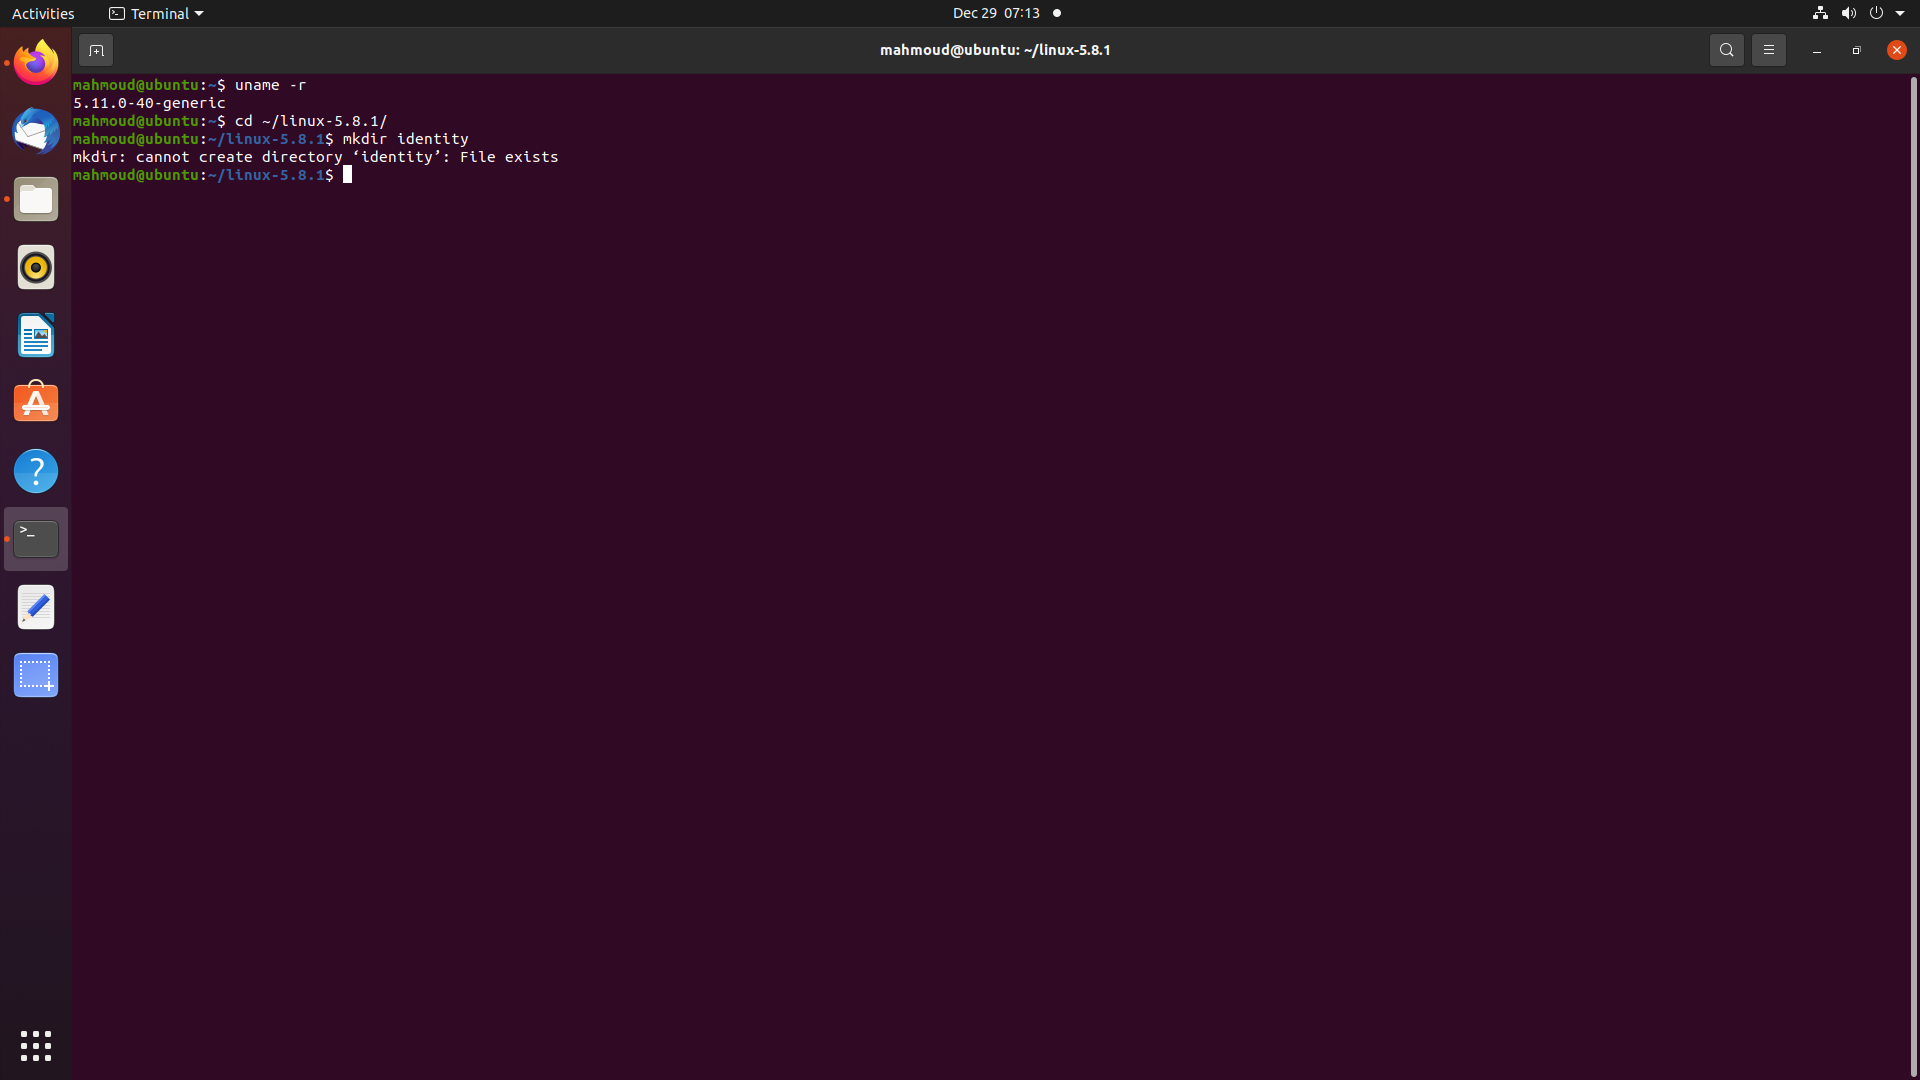 Activities
Terminal
Dec 29 07:13
mahmoud@ubuntu: ~/linux-5.8.1
mahmoud@ubuntu:~$ uname -r
5.11.0-40-generic
mahmoud@ubuntu:~$ cd ~/linux-5.8.1/
mahmoud@ubuntu:~/linux-5.8.1$ mkdir identity
mkdir: cannot create directory ‘identity’: File exists
mahmoud@ubuntu:~/linux-5.8.1$